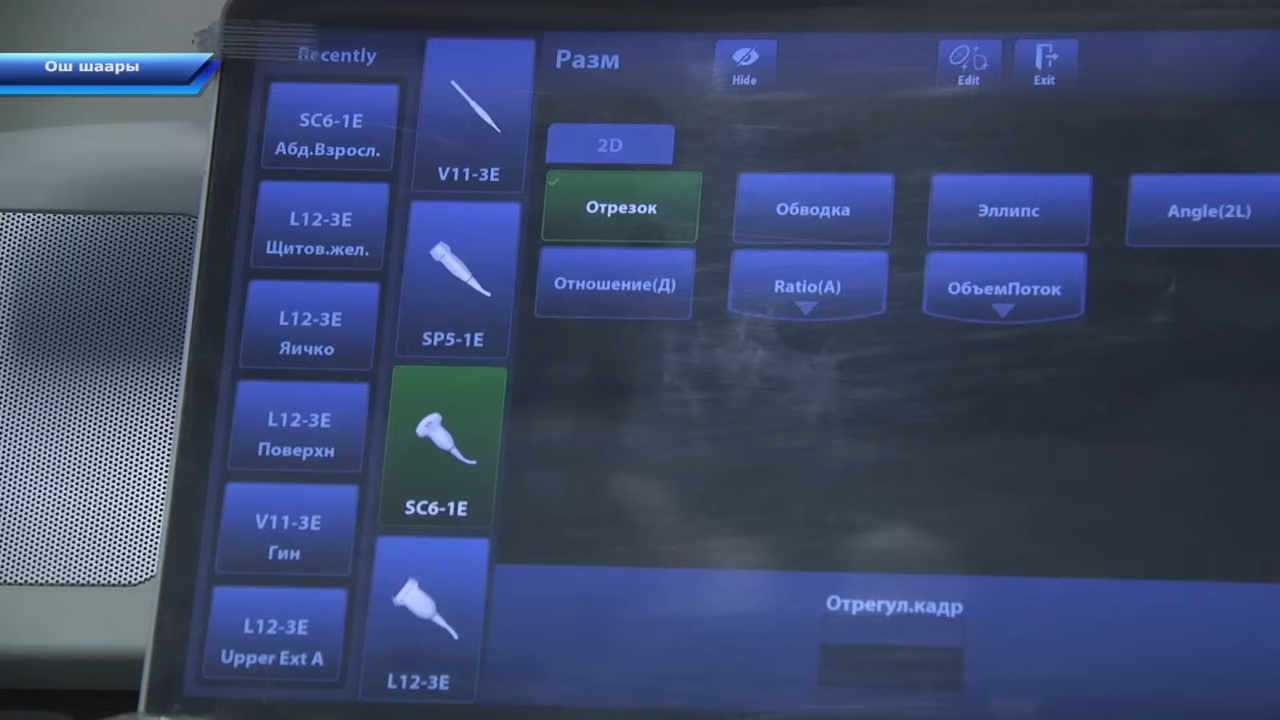 Ош шаары
Recently
SC6-1E
Абд.Взросл.
L12-3E
Щитов.жел.
L12-3E
Яичко
L12-3E
Поверхн
V11-3E
Гин
L12-3E
Upper Ext A
V11-3E
SP5-1E
SC6-1E
L12-3E
Разм
Hide
Edit
Exit
2D
Отрезок
Обводка
Эллипс
Angle(2L)
Отношение(Д)
Ratio(A)
ОбъемПоток
Отрегул.кадр